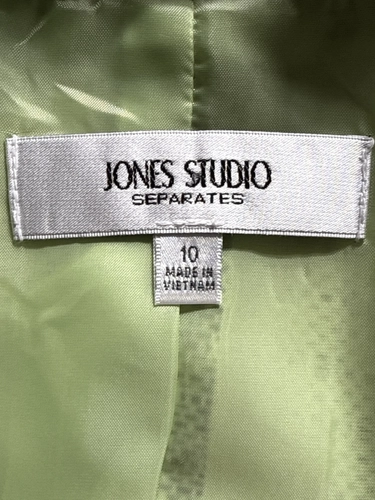 JONES STUDIO
SEPARATES
10
MADE IN
VIETNAM